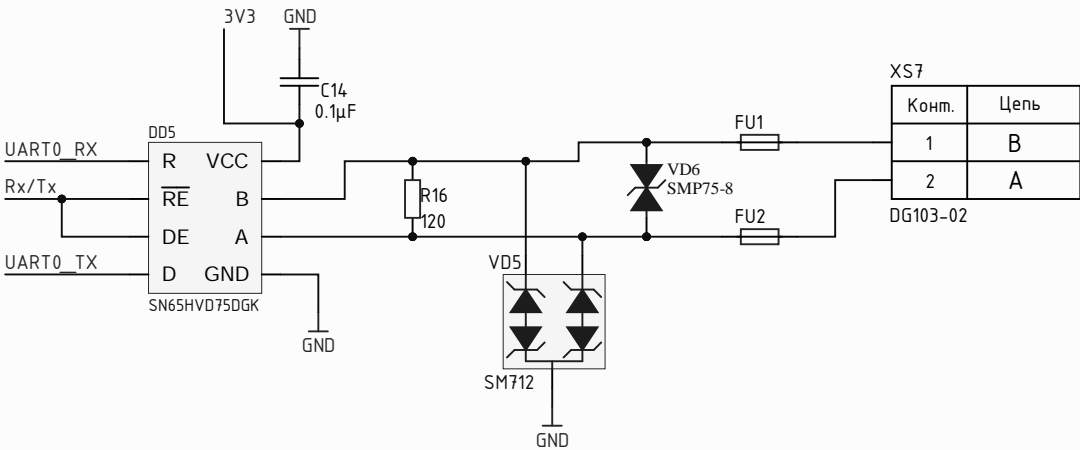 3V3
GND
C14
0.1µF
XS7
Конт.
Цепь
FU1
1
B
2
A
DG103-02
DD5
UART0_RX
R
VCC
Rx/Tx
RE
B
DE
A
UART0_TX
D
GND
SN65HVD75DGK
GND
R16
120
VD6
SMP75-8
FU2
VD5
SM712
GND